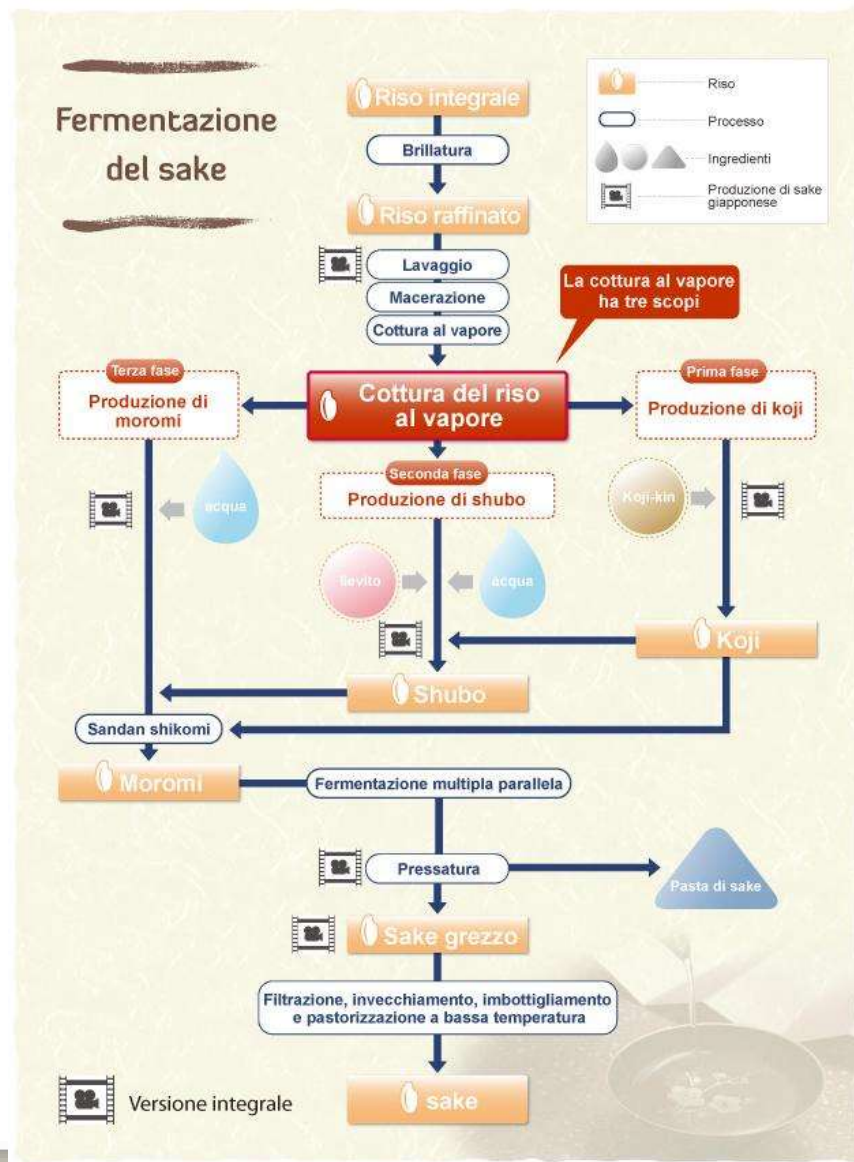 Fermentazione
del sake
Riso integrale
Brillatura
Riso raffinato
Lavaggio
Macerazione
Cottura al vapore
Riso
Processo
Ingredienti
Produzione di sake
giapponese
La cottura al vapore
ha tre scopi
Cottura del riso
al vapore
Terza fase
Produzione di
moromi
Prima fase
Produzione di koji
Seconda fase
Produzione di shubo
acqua
Koji-kin
lievito
acqua
Koji
Shubo
Sandan shikomi
Moromi
Fermentazione multipla parallela
Pressatura
Pasta di sake
Sake grezzo
Filtrazione, invecchiamento, imbottigliamento
e pastorizzazione a bassa temperatura
Versione integrale
sake